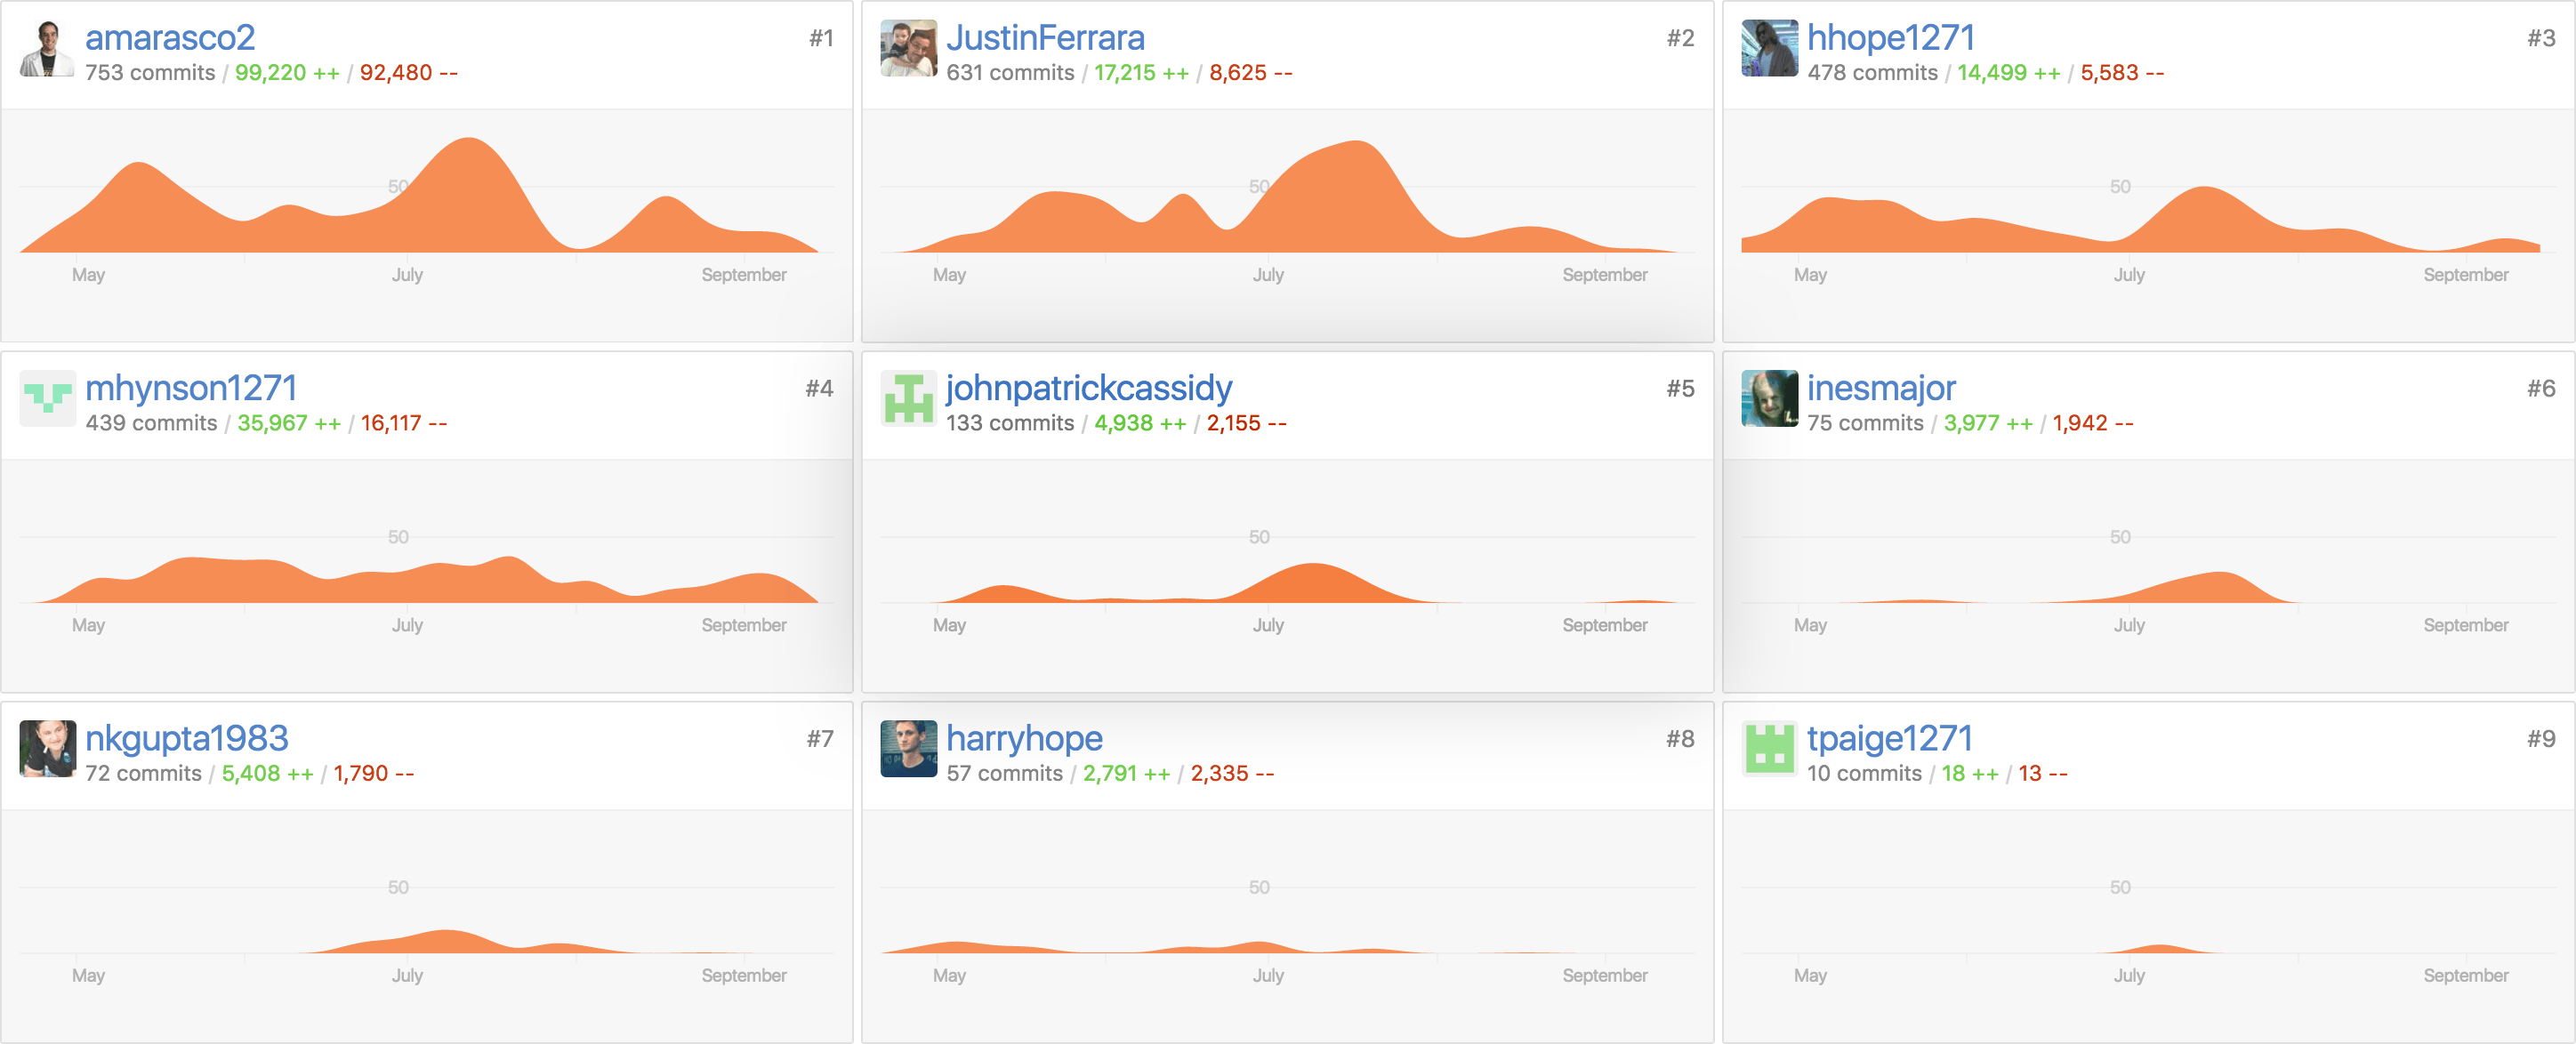 amarasco2 #1
753 commits / 99,220 ++ / 92,480 --
50
May July September
JustinFerrara #2
631 commits / 17,215 ++ / 8,625 --
50
May July September
hhope1271 #3
478 commits / 14,499 ++ / 5,583 --
50
May July September
mhynson1271 #4
439 commits / 35,967 ++ / 16,117 --
50
May July September
johnpatrickcassidy #5
133 commits / 4,938 ++ / 2,155 --
50
May July September
inesmajor #6
75 commits / 3,977 ++ / 1,942 --
50
May July September
nkgupta1983 #7
72 commits / 5,408 ++ / 1,790 --
50
May July September
harryhope #8
57 commits / 2,791 ++ / 2,335 --
50
May July September
tpaige1271 #9
10 commits / 18 ++ / 13 --
50
May July September